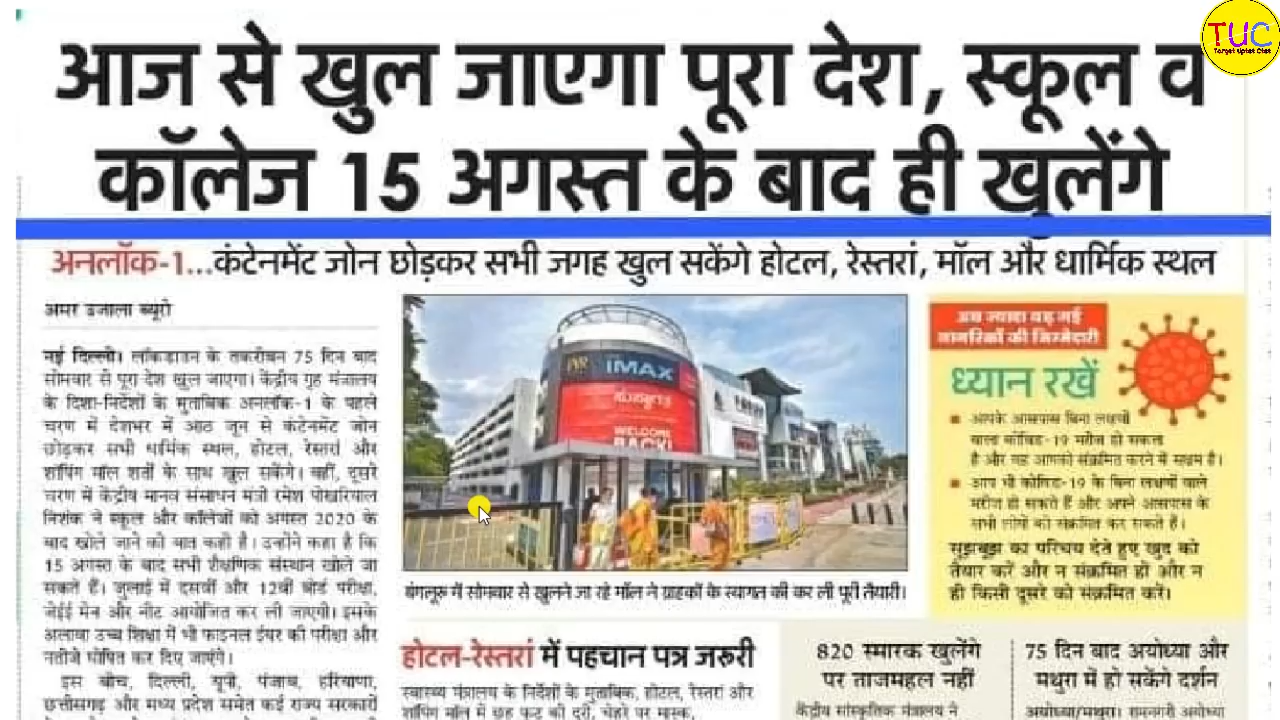 TUC
Target Uptet Ctet
आज से खुल जाएगा पूरा देश, स्कूल व
कॉलेज 15 अगस्त के बाद ही खुलेंगे
अनलॉक-1...कंटेनमेंट जोन छोड़कर सभी जगह खुल सकेंगे होटल, रेस्तरां, मॉल और धार्मिक स्थल
अमर उजाला ब्यूरो
नई दिल्ली। लॉकडाउन के तकरीबन 75 दिन बाद
सोमवार से पूरा देश खुल जाएगा। केंद्रीय गृह मंत्रालय
के दिशा-निर्देशों के मुताबिक अनलॉक-1 के पहले
चरण में देशभर में आठ जून से कंटेनमेंट जोन
छोड़कर सभी धार्मिक स्थल, होटल, रेस्तरां और
शॉपिंग मॉल शर्तों के साथ खुल सकेंगे। वहीं, दूसरे
चरण में केंद्रीय मानव संसाधन मंत्री रमेश पोखरियाल
निशंक ने स्कूल और कॉलेजों को अगस्त 2020 के
बाद खोले जाने की बात कही है। उन्होंने कहा है कि
15 अगस्त के बाद सभी शैक्षणिक संस्थान खोले जा
सकते हैं। जुलाई में दसवीं और 12वीं बोर्ड परीक्षा,
जेईई मेन और नीट आयोजित कर ली जाएगी। इसके
अलावा उच्च शिक्षा में भी फाइनल ईयर की परीक्षा और
नतीजे घोषित कर दिए जाएंगे।
इस बीच, दिल्ली, यूपी, पंजाब, हरियाणा,
छत्तीसगढ़ और मध्य प्रदेश समेत कई राज्य सरकारों
PVR IMAX
WELCOME
BACK!
बंगलूरू में सोमवार से खुलने जा रहे मॉल ने ग्राहकों के स्वागत की कर ली पूरी तैयारी।
अब ज्यादा बढ़ गई
नागरिकों की जिम्मेदारी
ध्यान रखें
आपके आसपास बिना लक्षणों
वाला कोविड-19 मरीज हो सकता
है और वह आपको संक्रमित करने में सक्षम है।
आप भी कोविड-19 के बिना लक्षणों वाले
मरीज हो सकते हैं और अपने आसपास के
सभी लोगों को संक्रमित कर सकते हैं।
सूझबूझ का परिचय देते हुए खुद को
तैयार करें और न संक्रमित हों और न
ही किसी दूसरे को संक्रमित करें।
होटल-रेस्तरां में पहचान पत्र जरूरी
स्वास्थ्य मंत्रालय के निर्देशों के मुताबिक, होटल, रेस्तरां और
शॉपिंग मॉल में छह फुट की दूरी, चेहरे पर मास्क,
820 स्मारक खुलेंगे
पर ताजमहल नहीं
केंद्रीय सांस्कृतिक मंत्रालय ने
75 दिन बाद अयोध्या और
मथुरा में हो सकेंगे दर्शन
अयोध्या/मथुरा। रामनगरी अयोध्या